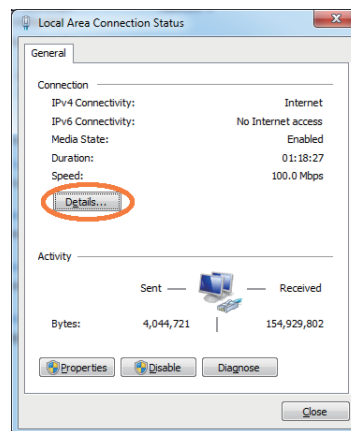 Local Area Connection Status
General
Connection
IPv4 Connectivity: Internet
IPv6 Connectivity: No Internet access
Media State: Enabled
Duration: 01:18:27
Speed: 100.0 Mbps
Details...
Activity
Sent Received
Bytes: 4,044,721 154,929,802
Properties Disable Diagnose
Close